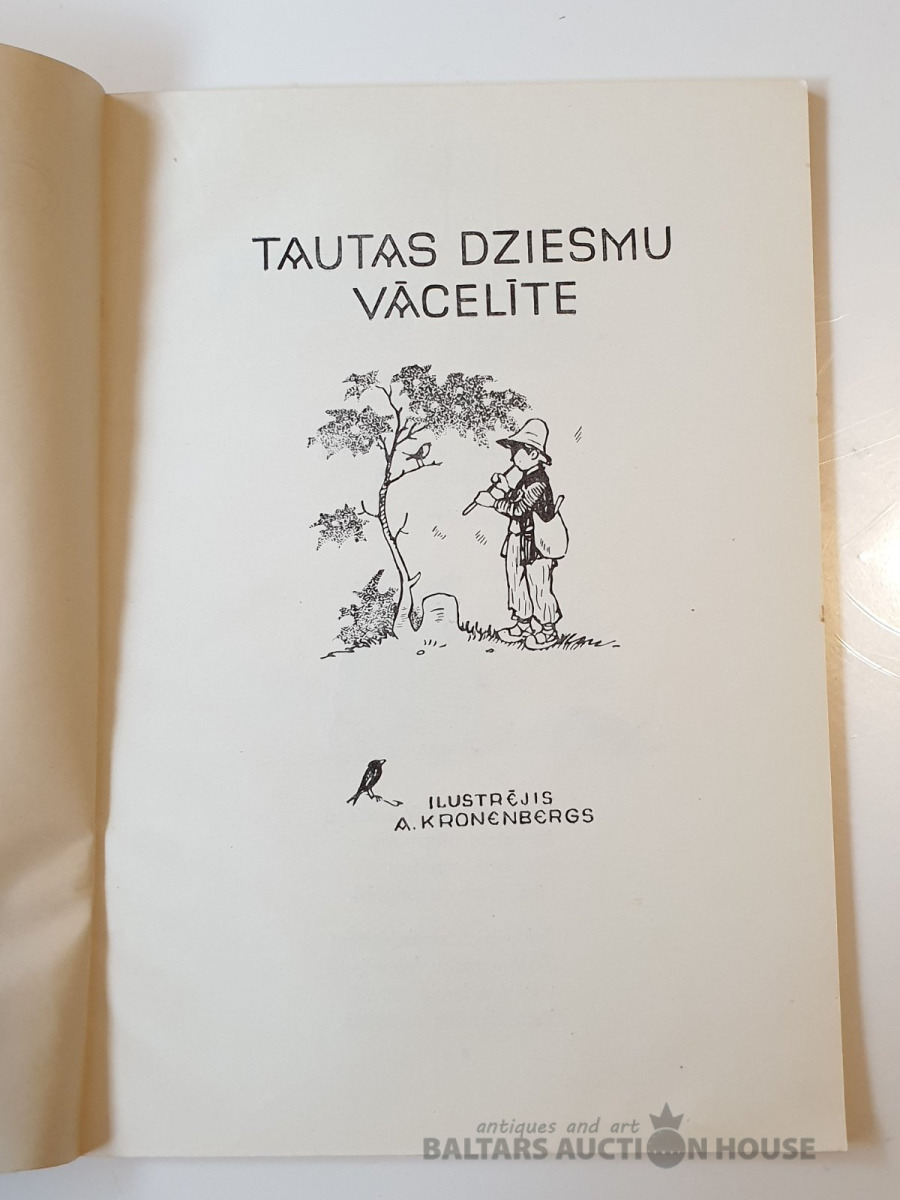 TAUTAS DZIESMU
VĀCELĪTE
ILUSTRĒJIS
A. KRONENBERGS
antiques and art
BALTARS AUCTION HOUSE